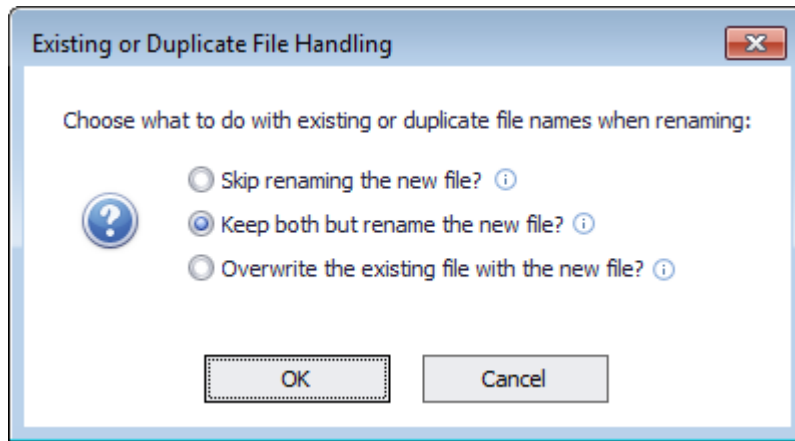 Existing or Duplicate File Handling
Choose what to do with existing or duplicate file names when renaming:
Skip renaming the new file?
Keep both but rename the new file?
Overwrite the existing file with the new file?
OK
Cancel